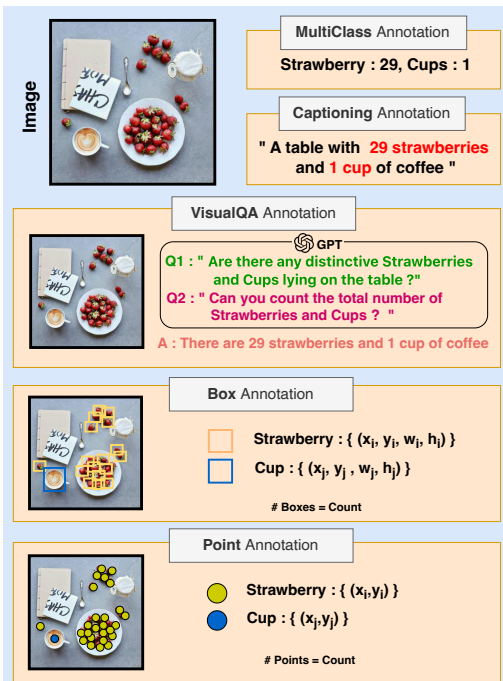 Image
MultiClass Annotation
Strawberry : 29, Cups : 1
Captioning Annotation
" A table with 29 strawberries
and 1 cup of coffee "
VisualQA Annotation
GPT
Q1 : " Are there any distinctive Strawberries
and Cups lying on the table ?"
Q2 : " Can you count the total number of
Strawberries and Cups ? "
A : There are 29 strawberries and 1 cup of coffee
Box Annotation
Strawberry : { (xᵢ, yᵢ, wᵢ, hᵢ) }
Cup : { (xⱼ, yⱼ , wⱼ, hⱼ) }
# Boxes = Count
Point Annotation
Strawberry : { (xᵢ,yᵢ) }
Cup : { (xⱼ,yⱼ) }
# Points = Count